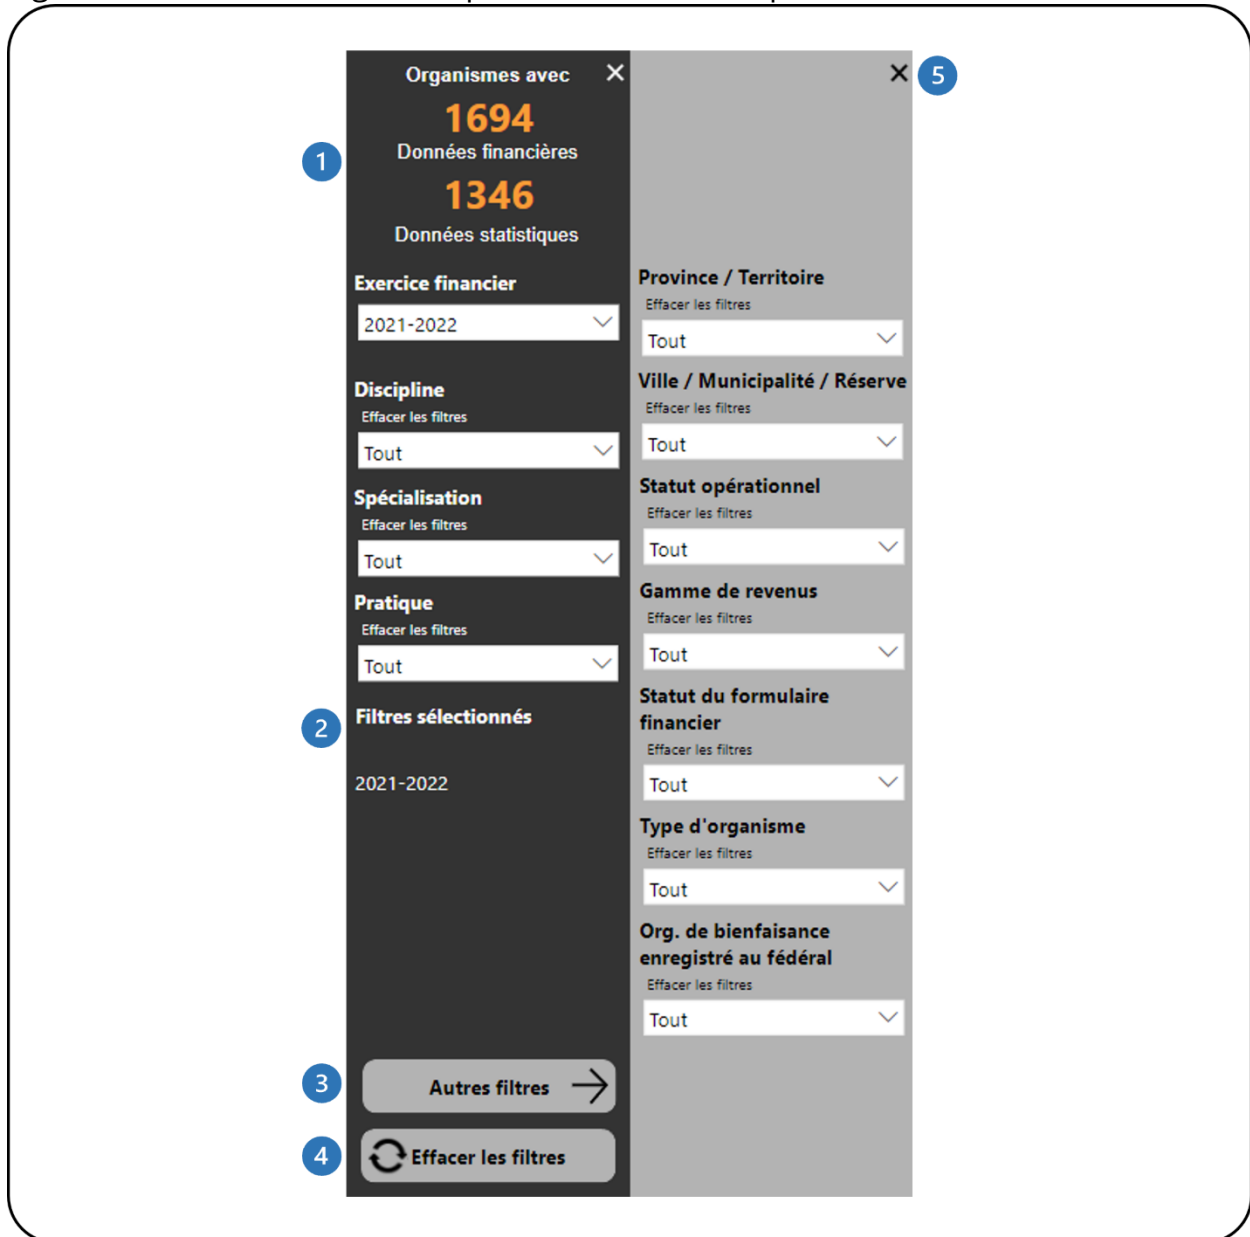 Organismes avec
1694
Données financières
1
1346
Données statistiques
Exercice financier
2021-2022
Discipline
Effacer les filtres
Tout
Spécialisation
Effacer les filtres
Tout
Pratique
Effacer les filtres
Tout
2
Filtres sélectionnés
2021-2022
3
Autres filtres
4
Effacer les filtres
5
Province / Territoire
Effacer les filtres
Tout
Ville / Municipalité / Réserve
Effacer les filtres
Tout
Statut opérationnel
Effacer les filtres
Tout
Gamme de revenus
Effacer les filtres
Tout
Statut du formulaire
financier
Effacer les filtres
Tout
Type d'organisme
Effacer les filtres
Tout
Org. de bienfaisance
enregistré au fédéral
Effacer les filtres
Tout